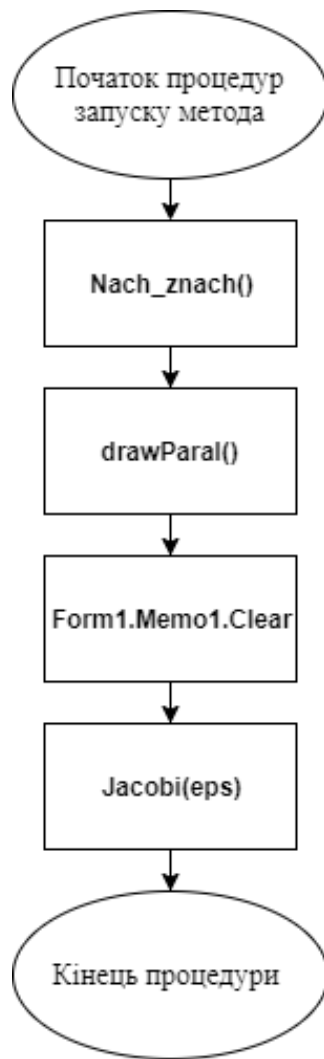 Початок процедур
запуску метода
Nach_znach()
drawParal()
Form1.Memo1.Clear
Jacobi(eps)
Кінець процедури